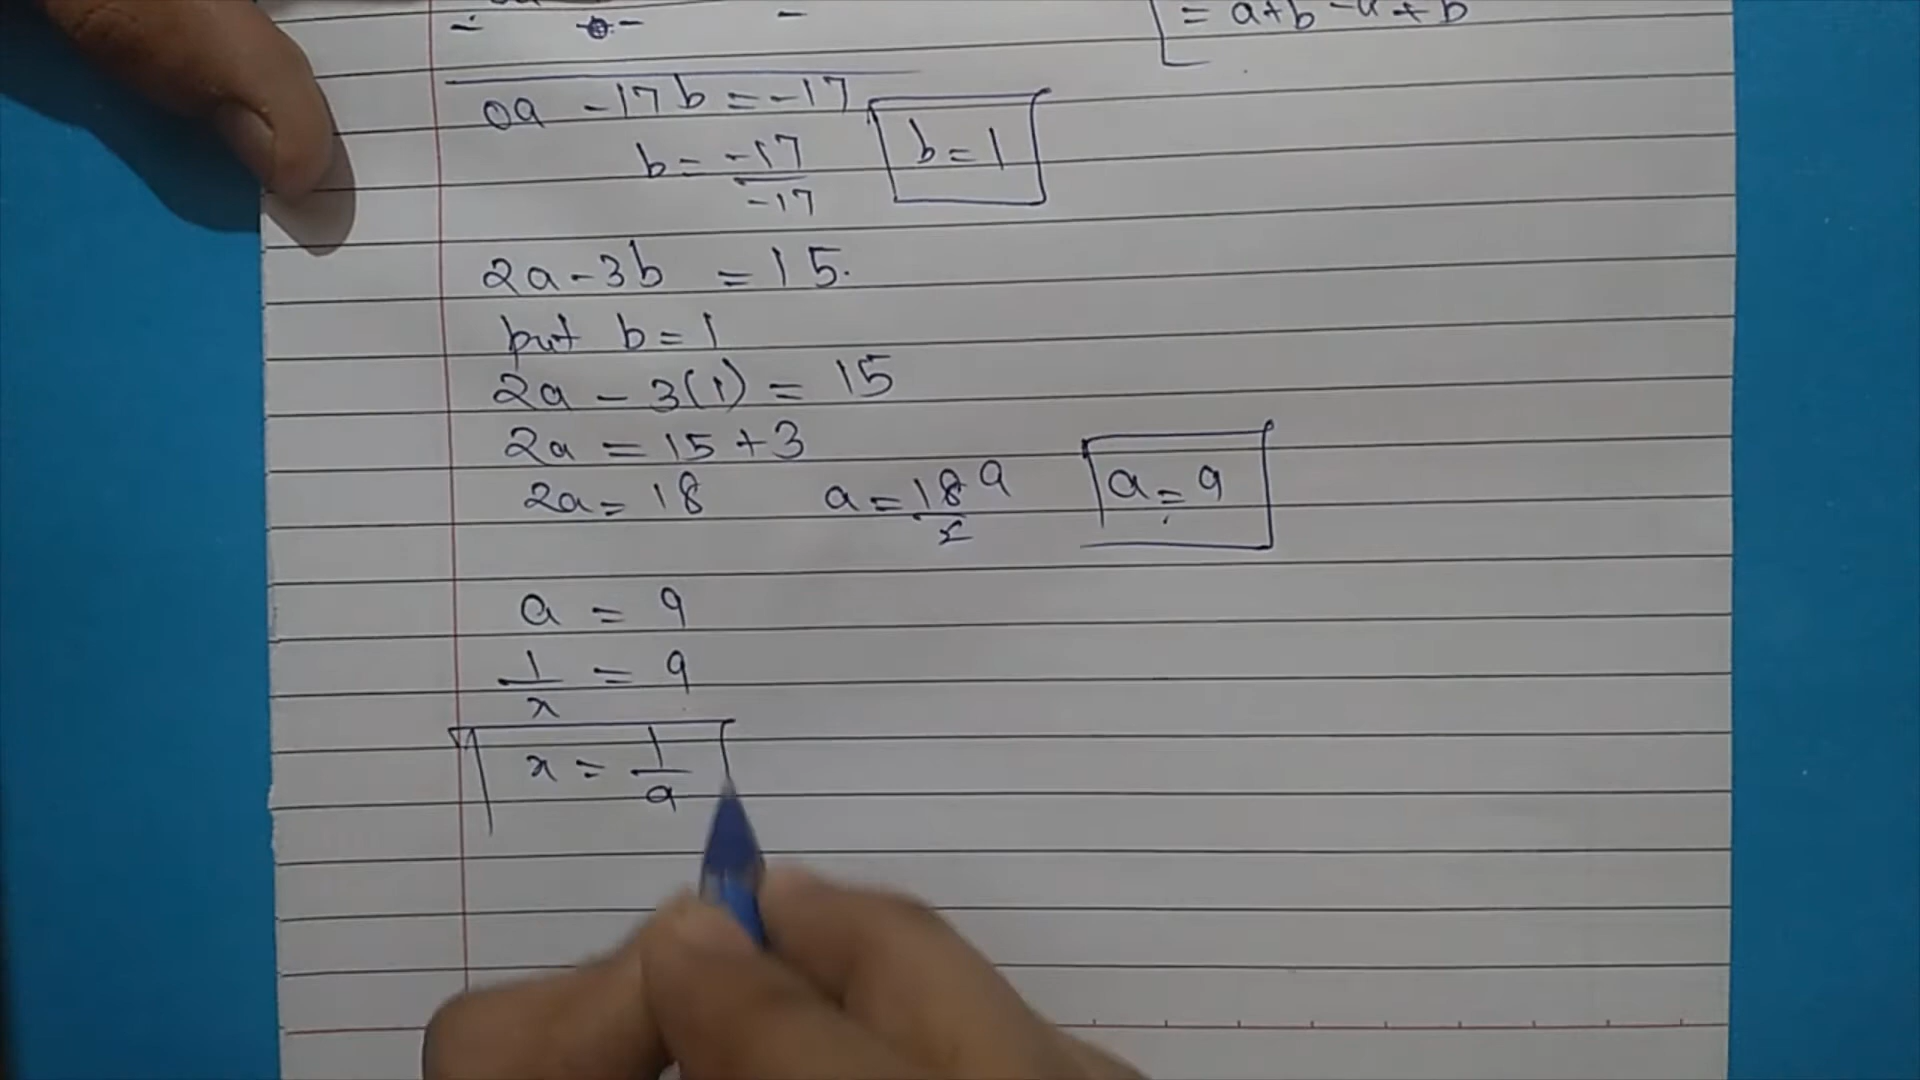 = a+b-a+b
0a - 17b = -17
b = -17/-17 b = 1
2a - 3b = 15.
put b = 1
2a - 3(1) = 15
2a = 15 + 3
2a = 18 a = 18/2 9 a = 9
a = 9
1/x = 9
x = 1/9